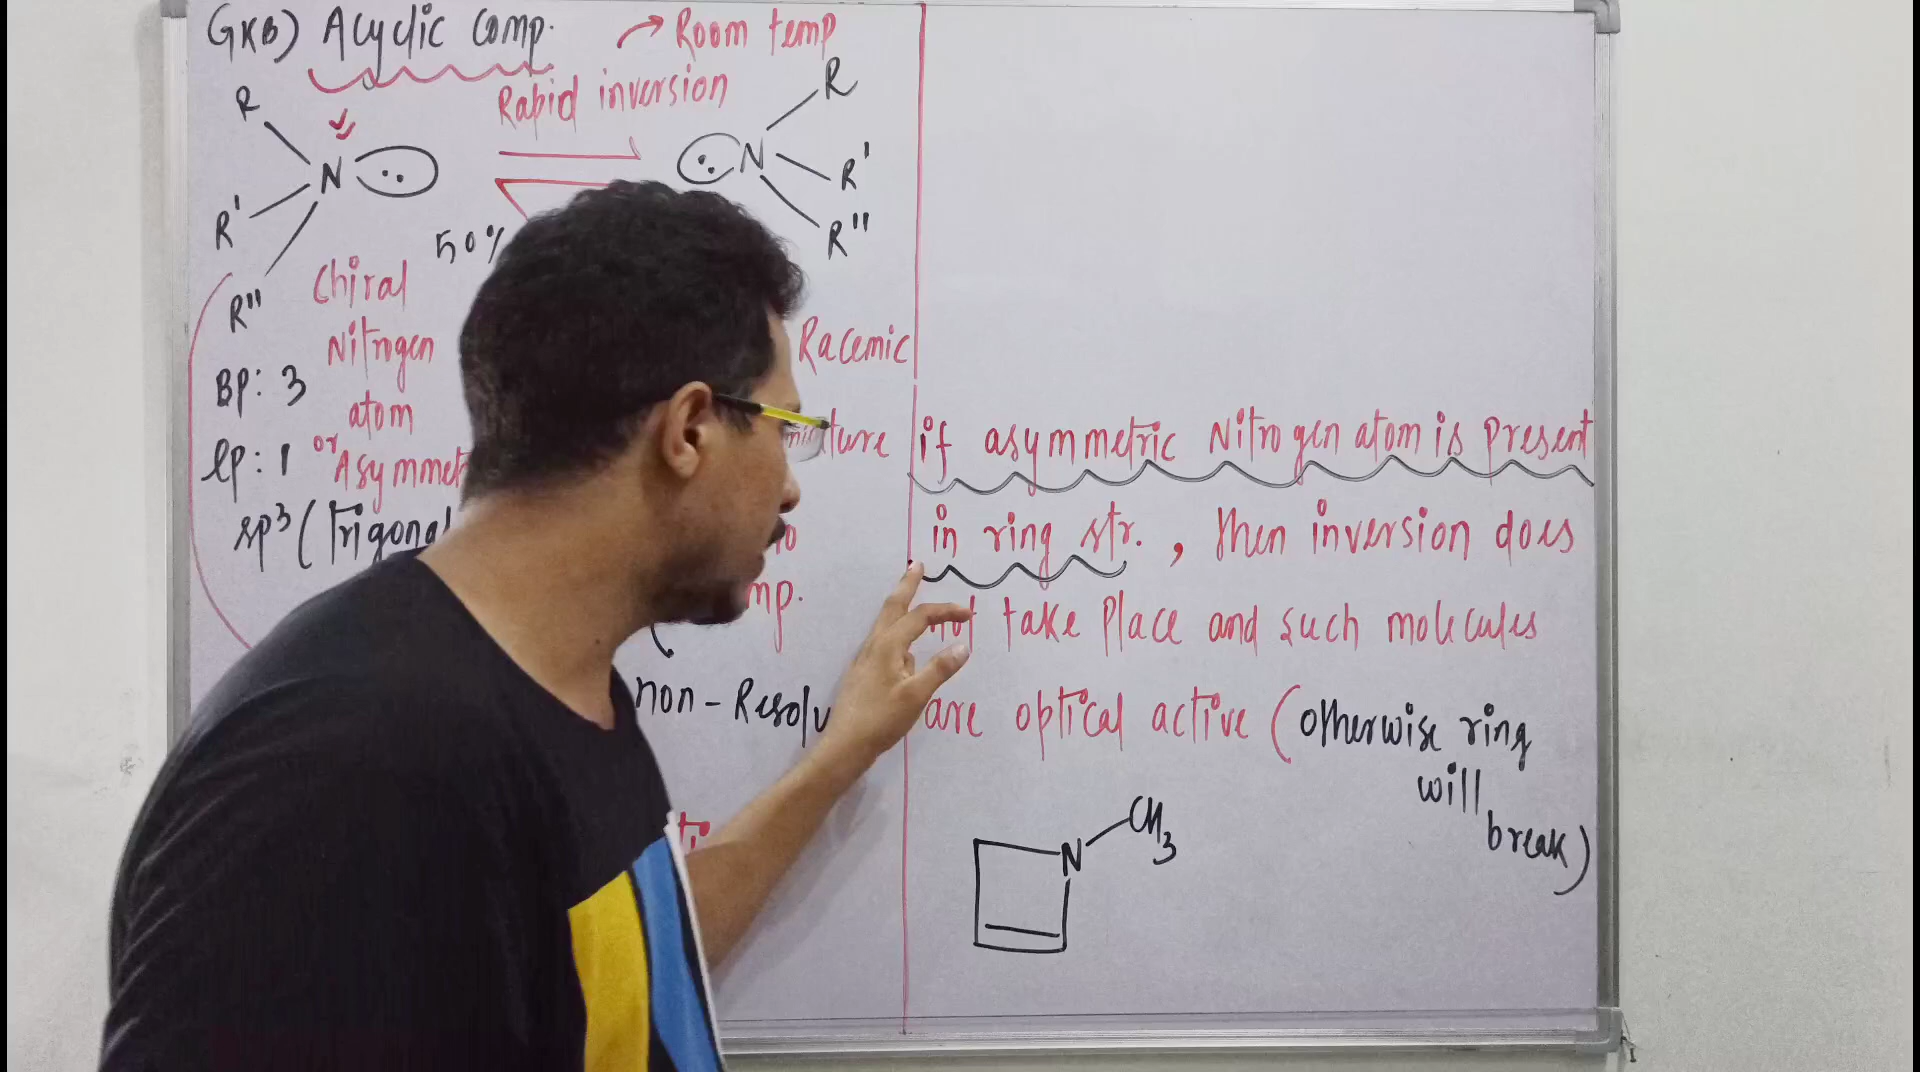 GKB) Acyclic Comp. → Room temp
Rapid inversion
R R
N N
R' R'
R" R"
50%
Chiral
Nitrogen
atom
or
Asymmet
BP: 3
lp: 1
sp³ (Trigonal
Racemic
mixture
mp.
non-Resolv
if asymmetric Nitrogen atom is present
in ring str. , then inversion does
not take place and such molecules
are optical active (otherwise ring
will
break)
N CH3